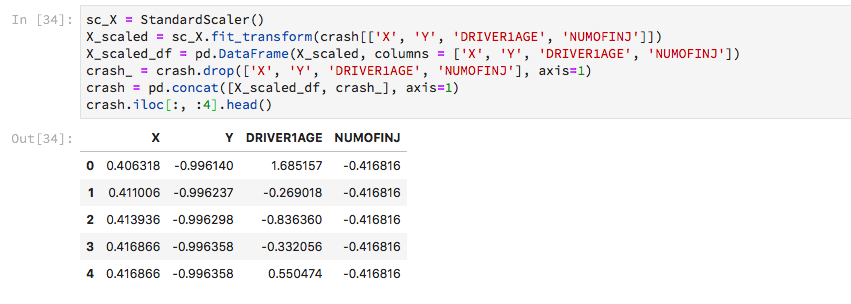 In [34]: sc_X = StandardScaler()
X_scaled = sc_X.fit_transform(crash[['X', 'Y', 'DRIVER1AGE', 'NUMOFINJ']])
X_scaled_df = pd.DataFrame(X_scaled, columns = ['X', 'Y', 'DRIVER1AGE', 'NUMOFINJ'])
crash_ = crash.drop(['X', 'Y', 'DRIVER1AGE', 'NUMOFINJ'], axis=1)
crash = pd.concat([X_scaled_df, crash_], axis=1)
crash.iloc[:, :4].head()
Out[34]: X Y DRIVER1AGE NUMOFINJ
0 0.406318 -0.996140 1.685157 -0.416816
1 0.411006 -0.996237 -0.269018 -0.416816
2 0.413936 -0.996298 -0.836360 -0.416816
3 0.416866 -0.996358 -0.332056 -0.416816
4 0.416866 -0.996358 0.550474 -0.416816